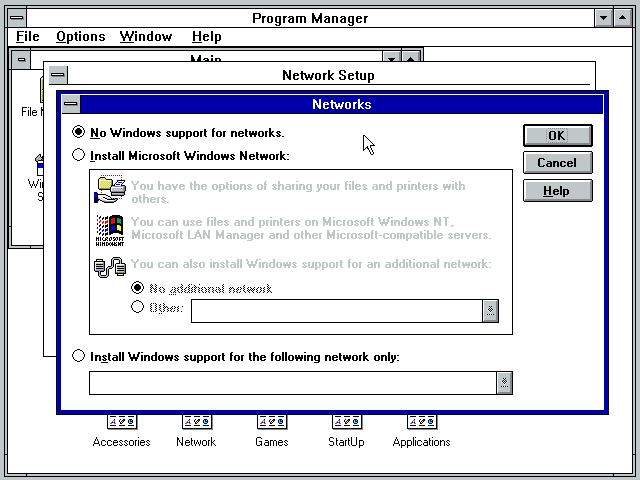 Program Manager
File Options Window Help
Main
Network Setup
Networks
No Windows support for networks.
OK
Install Microsoft Windows Network:
Cancel
Help
You have the options of sharing your files and printers with
others.
You can use files and printers on Microsoft Windows NT,
Microsoft LAN Manager and other Microsoft-compatible servers.
MICROSOFT
You can also install Windows support for an additional network:
No additional network
Other:
Install Windows support for the following network only:
File
Accessories Network Games StartUp Applications